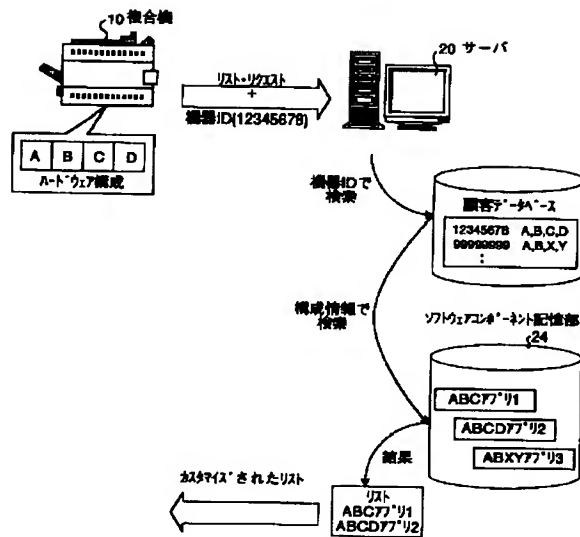 10 複合機
20 サーバ
リスト・リクエスト
+
機器ID(12345678)
A B C D
ハードウェア構成
機器IDで
検索
顧客データベース
12345678 A,B,C,D
99999999 A,B,X,Y
:
構成情報で
検索
ソフトウェアコンポーネント記憶部
24
ABCアプリ1
ABCDアプリ2
ABXYアプリ3
結果
カスタマイズされたリスト
リスト
ABCアプリ1
ABCDアプリ2